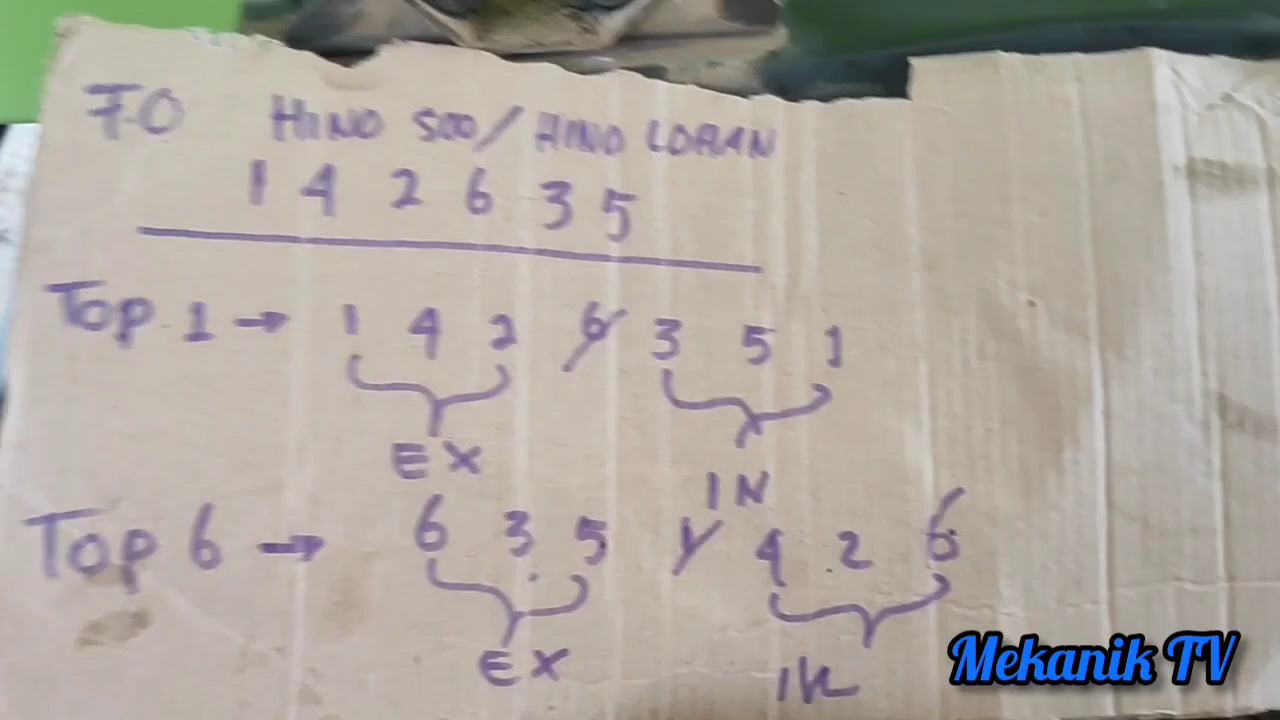 F.O HINO 500/ HINO LOHAN
1 4 2 6 3 5
Top 1 → 1 4 2 6 3 5 1
EX
IN
Top 6 → 6 3 5 1 4 2 6
EX
IN
Mekanik TV